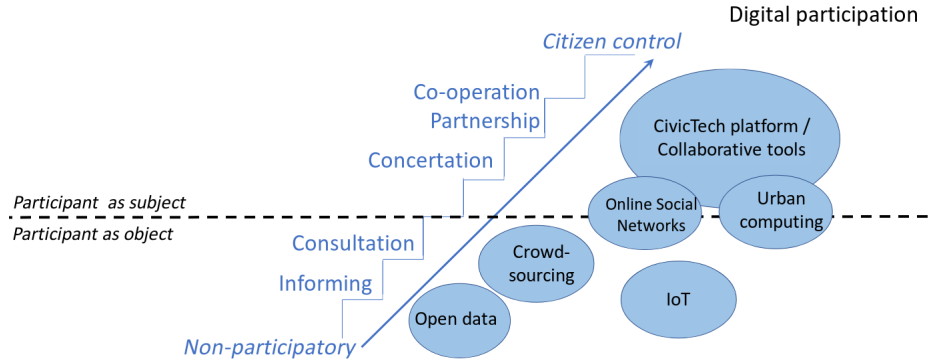 Digital participation
Citizen control
Co-operation
Partnership
CivicTech platform /
Collaborative tools
Concertation
Participant as subject
Online Social
Networks
Urban
computing
Participant as object
Consultation
Crowd-
sourcing
Informing
IoT
Open data
Non-participatory